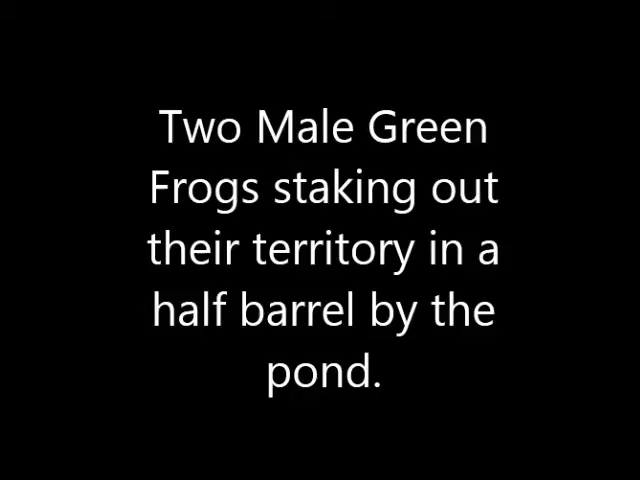 Two Male Green
Frogs staking out
their territory in a
half barrel by the
pond.